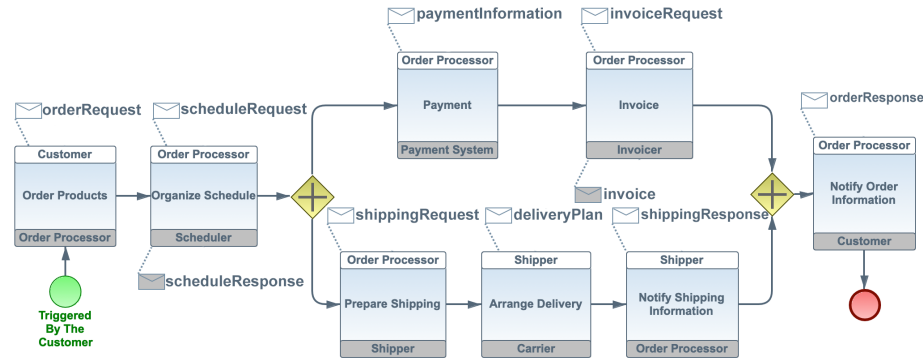 paymentInformation
invoiceRequest
Order Processor
Payment
Payment System
Order Processor
Invoice
Invoicer
invoice
orderRequest
scheduleRequest
orderResponse
Customer
Order Products
Order Processor
Order Processor
Organize Schedule
Scheduler
scheduleResponse
Order Processor
Notify Order
Information
Customer
shippingRequest
deliveryPlan
shippingResponse
Order Processor
Prepare Shipping
Shipper
Shipper
Arrange Delivery
Carrier
Shipper
Notify Shipping
Information
Order Processor
Triggered
By The
Customer